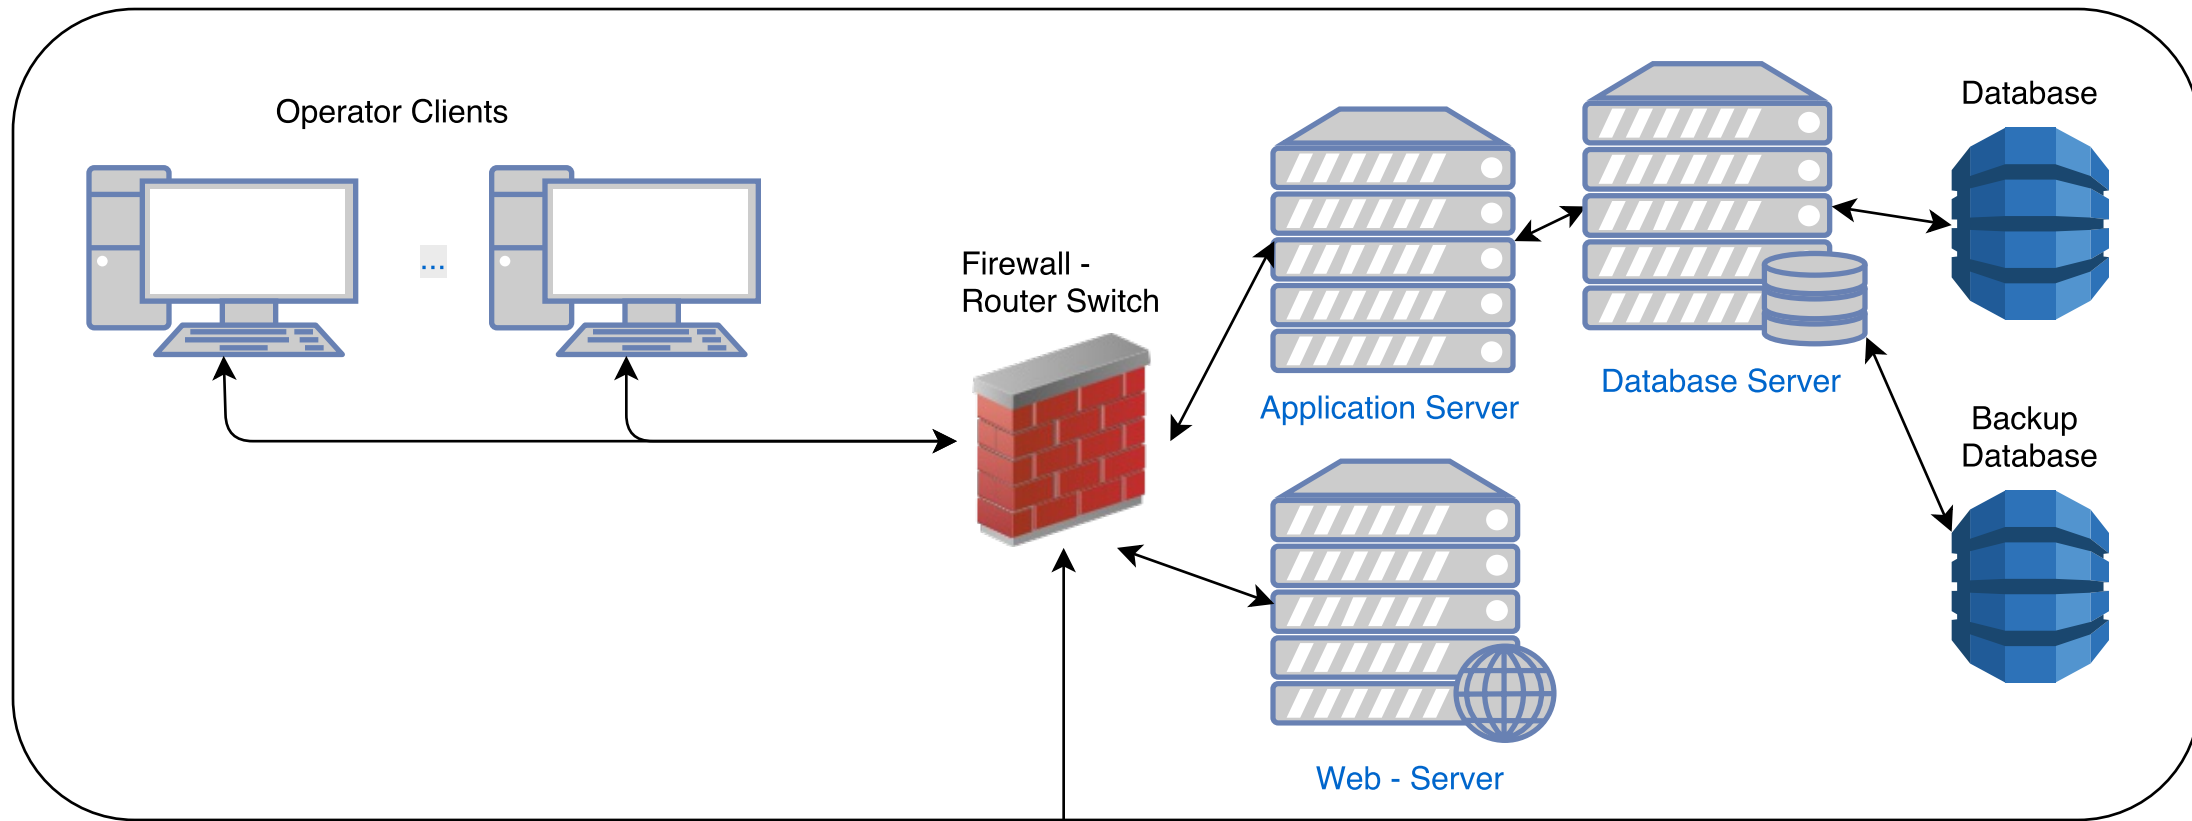 Operator Clients
...
Firewall -
Router Switch
Application Server
Database Server
Database
Backup
Database
Web - Server